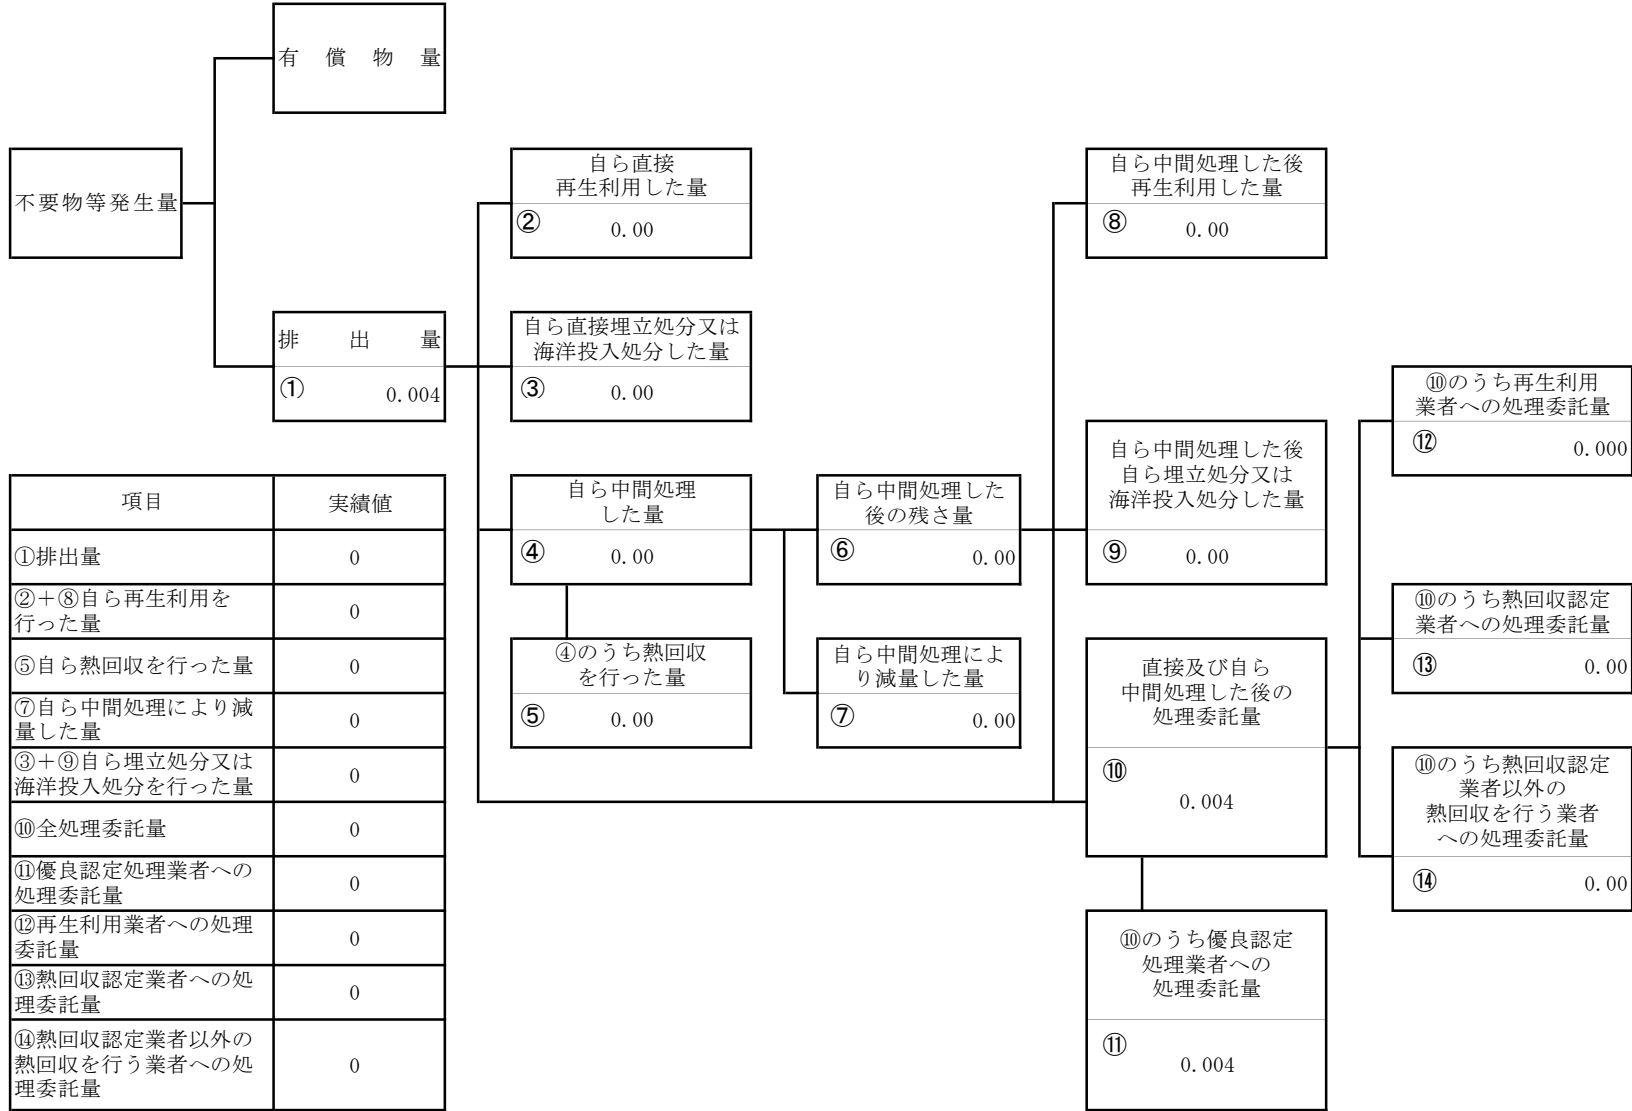 有償物量
不要物等発生量
排出量
① 0.004
自ら直接
再生利用した量
② 0.00
自ら直接埋立処分又は
海洋投入処分した量
③ 0.00
自ら中間処理
した量
④ 0.00
④のうち熱回収
を行った量
⑤ 0.00
自ら中間処理した
後の残さ量
⑥ 0.00
自ら中間処理によ
り減量した量
⑦ 0.00
自ら中間処理した後
再生利用した量
⑧ 0.00
自ら中間処理した後
自ら埋立処分又は
海洋投入処分した量
⑨ 0.00
直接及び自ら
中間処理した後の
処理委託量
⑩
0.004
⑩のうち優良認定
処理業者への
処理委託量
⑪
0.004
⑩のうち再生利用
業者への処理委託量
⑫ 0.000
⑩のうち熱回収認定
業者への処理委託量
⑬ 0.00
⑩のうち熱回収認定
業者以外の
熱回収を行う業者
への処理委託量
⑭ 0.00
項目 実績値
①排出量 0
②＋⑧自ら再生利用を
行った量 0
⑤自ら熱回収を行った量 0
⑦自ら中間処理により減
量した量 0
③＋⑨自ら埋立処分又は
海洋投入処分を行った量 0
⑩全処理委託量 0
⑪優良認定処理業者への
処理委託量 0
⑫再生利用業者への処理
委託量 0
⑬熱回収認定業者への処
理委託量 0
⑭熱回収認定業者以外の
熱回収を行う業者への処 0
理委託量